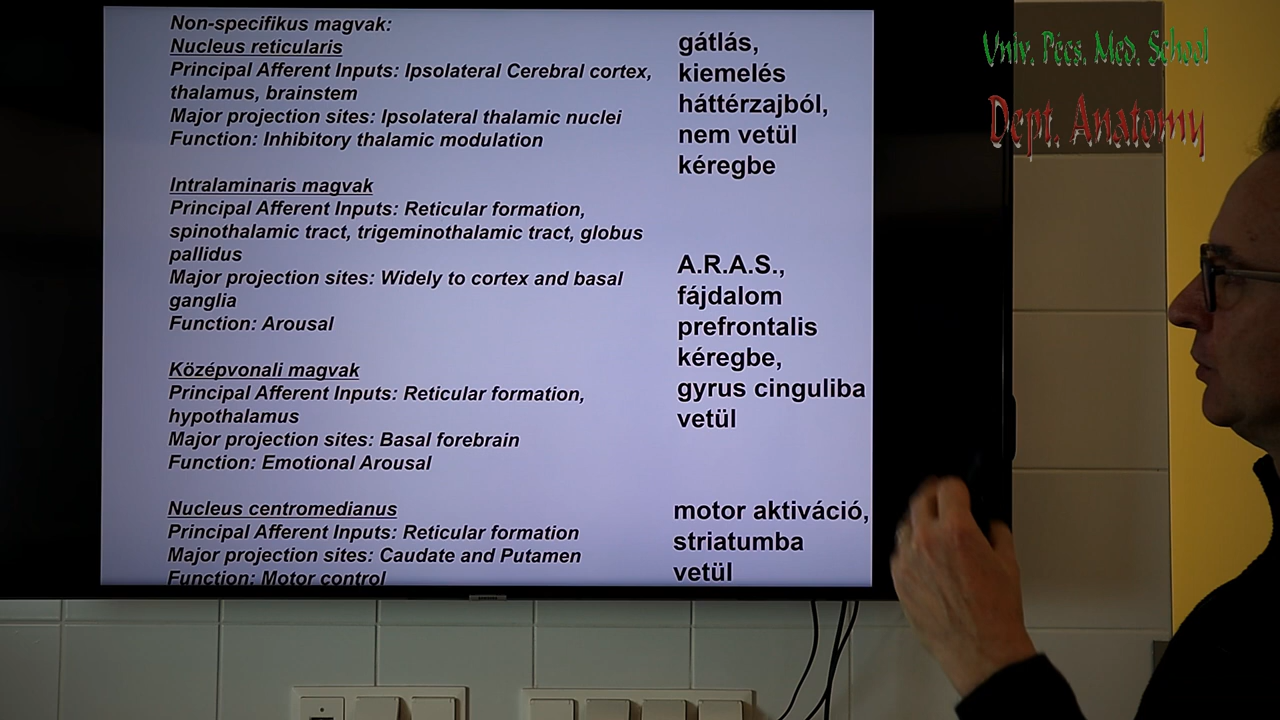 Non-specifikus magvak:
Nucleus reticularis
Principal Afferent Inputs: Ipsolateral Cerebral cortex,
thalamus, brainstem
Major projection sites: Ipsolateral thalamic nuclei
Function: Inhibitory thalamic modulation
gátlás,
kiemelés
háttérzajból,
nem vetül
kéregbe
Intralaminaris magvak
Principal Afferent Inputs: Reticular formation,
spinothalamic tract, trigeminothalamic tract, globus
pallidus
Major projection sites: Widely to cortex and basal
ganglia
Function: Arousal
A.R.A.S.,
fájdalom
prefrontalis
kéregbe,
gyrus cinguliba
vetül
Középvonali magvak
Principal Afferent Inputs: Reticular formation,
hypothalamus
Major projection sites: Basal forebrain
Function: Emotional Arousal
Nucleus centromedianus
Principal Afferent Inputs: Reticular formation
Major projection sites: Caudate and Putamen
Function: Motor control
motor aktiváció,
striatumba
vetül
Univ. Pécs. Med. School
Dept. Anatomy